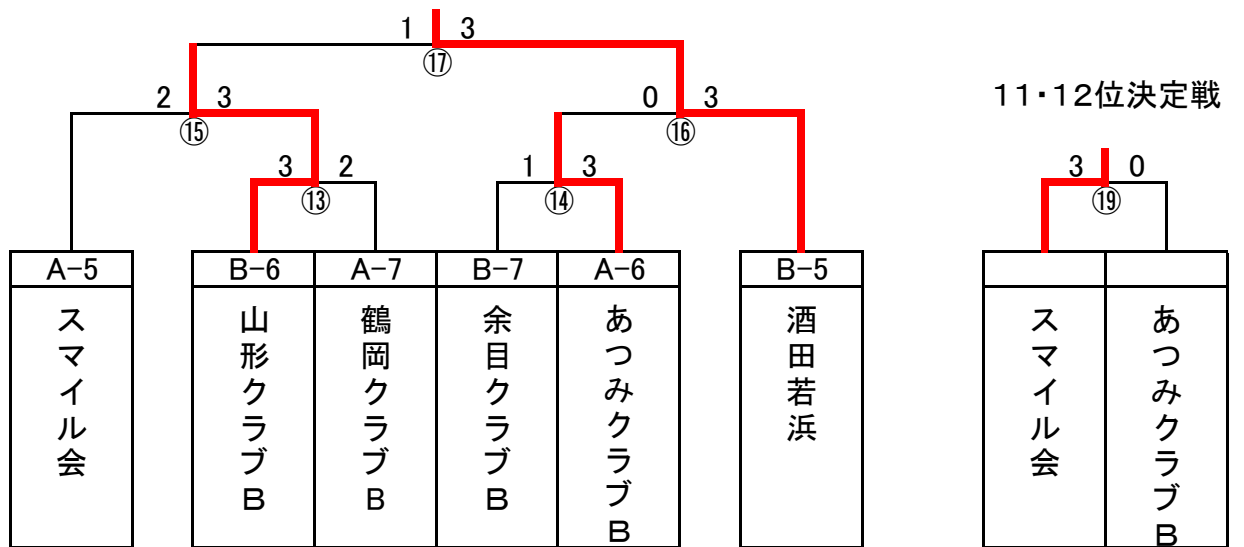 1 3
⑰
2 3
0 3
11・12位決定戦
⑮
⑯
3 2
1 3
3 0
⑬
⑭
⑲
A-5
B-6
A-7
B-7
A-6
B-5
スマイル会
山形クラブB
鶴岡クラブB
余目クラブB
あつみクラブB
酒田若浜
スマイル会
あつみクラブB